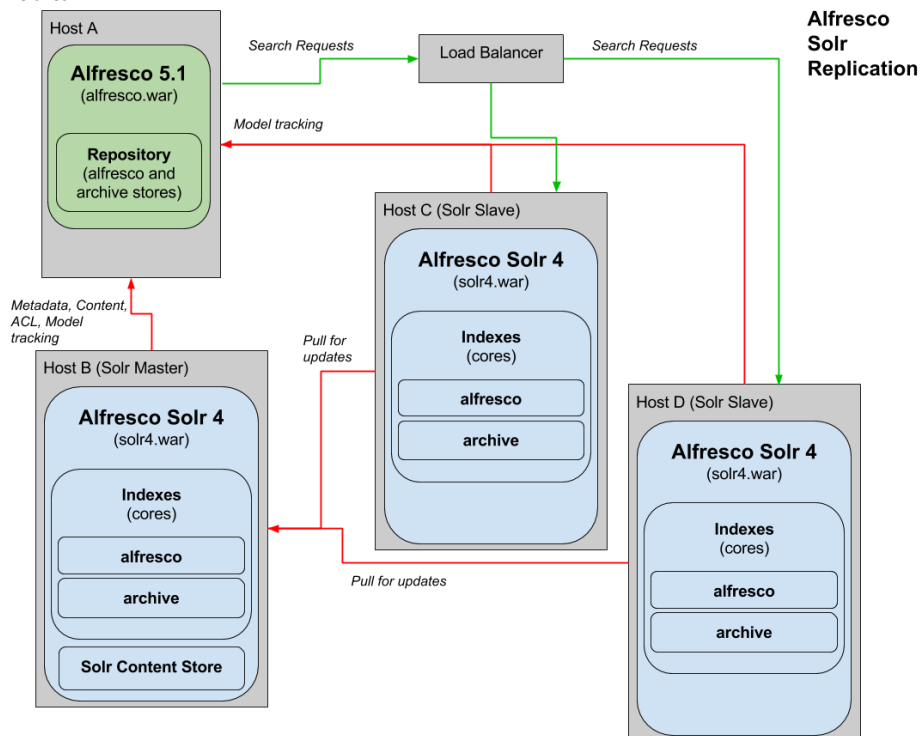 Alfresco
Solr
Replication
Host A
Alfresco 5.1
(alfresco.war)
Repository
(alfresco and
archive stores)
Search Requests
Load Balancer
Search Requests
Model tracking
Host C (Solr Slave)
Alfresco Solr 4
(solr4.war)
Indexes
(cores)
alfresco
archive
Metadata, Content,
ACL, Model
tracking
Pull for
updates
Host B (Solr Master)
Alfresco Solr 4
(solr4.war)
Indexes
(cores)
alfresco
archive
Solr Content Store
Host D (Solr Slave)
Alfresco Solr 4
(solr4.war)
Indexes
(cores)
alfresco
archive
Pull for updates